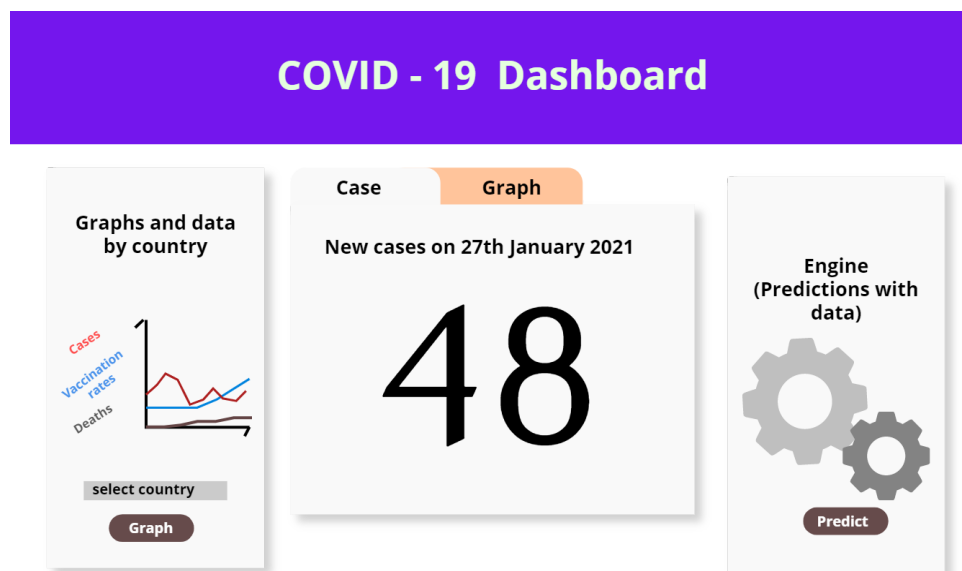 COVID - 19  Dashboard
Graphs and data
by country
Cases
Vaccination
rates
Deaths
select country
Graph
Case
Graph
New cases on 27th January 2021
48
Engine
(Predictions with
data)
Predict